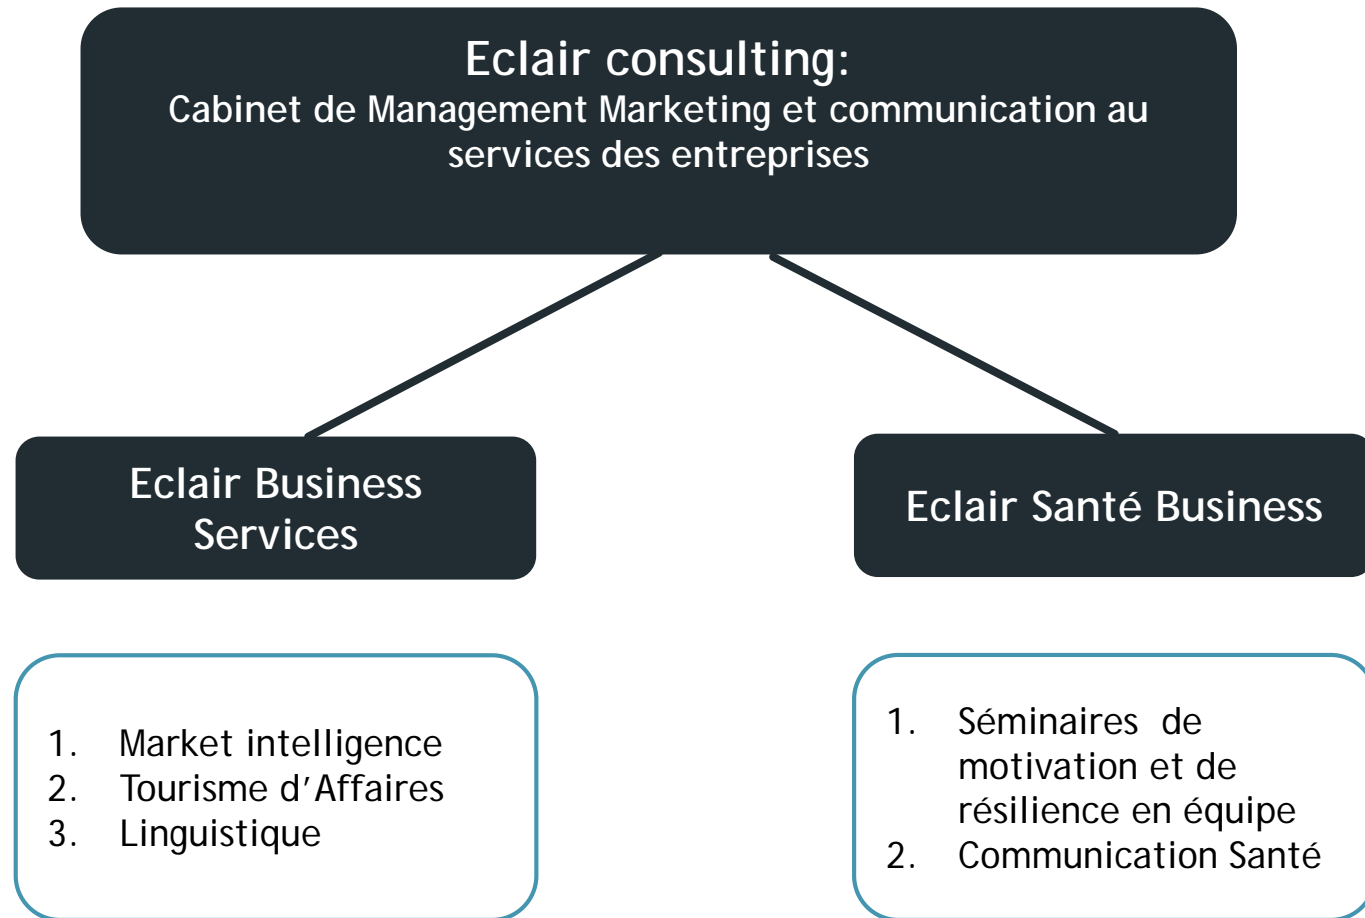 Eclair consulting:
Cabinet de Management Marketing et communication au
services des entreprises
Eclair Business
Services
Eclair Santé Business
1. Market intelligence
2. Tourisme d’Affaires
3. Linguistique
1. Séminaires de
motivation et de
résilience en équipe
2. Communication Santé